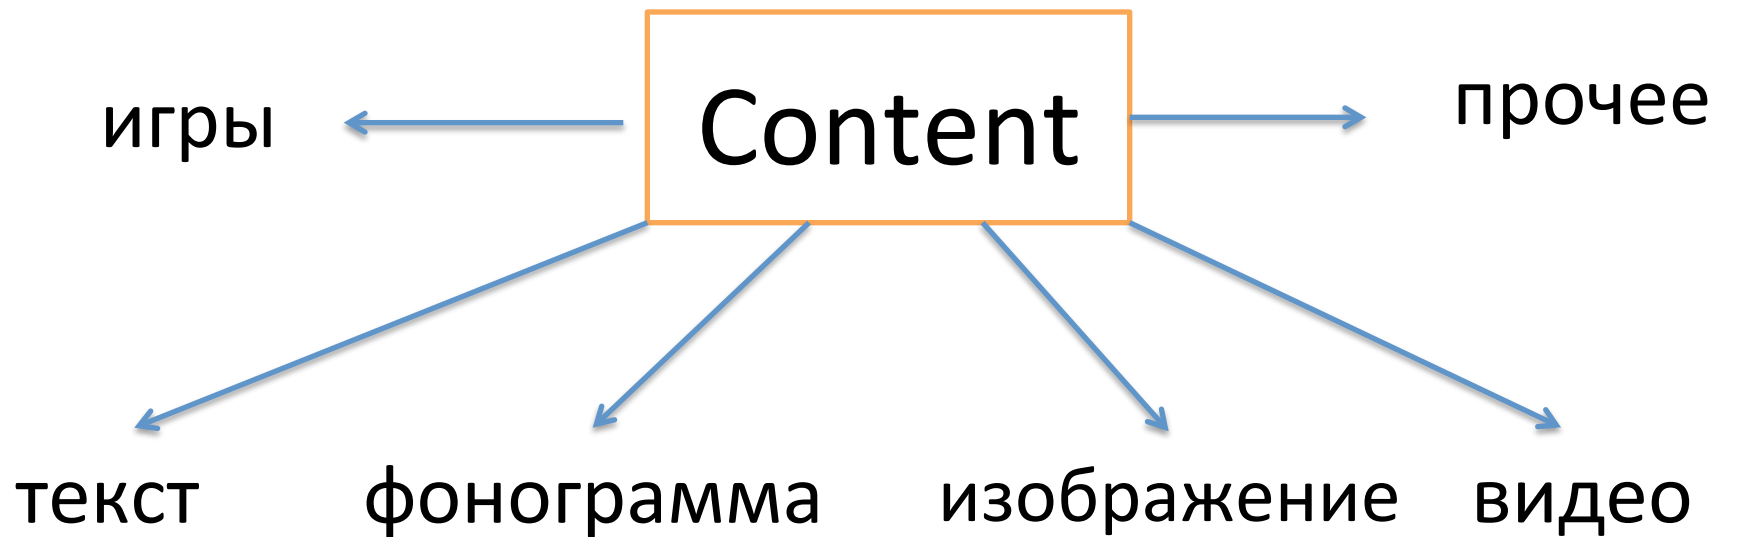 Content
игры
прочее
текст
фонограмма
изображение
видео